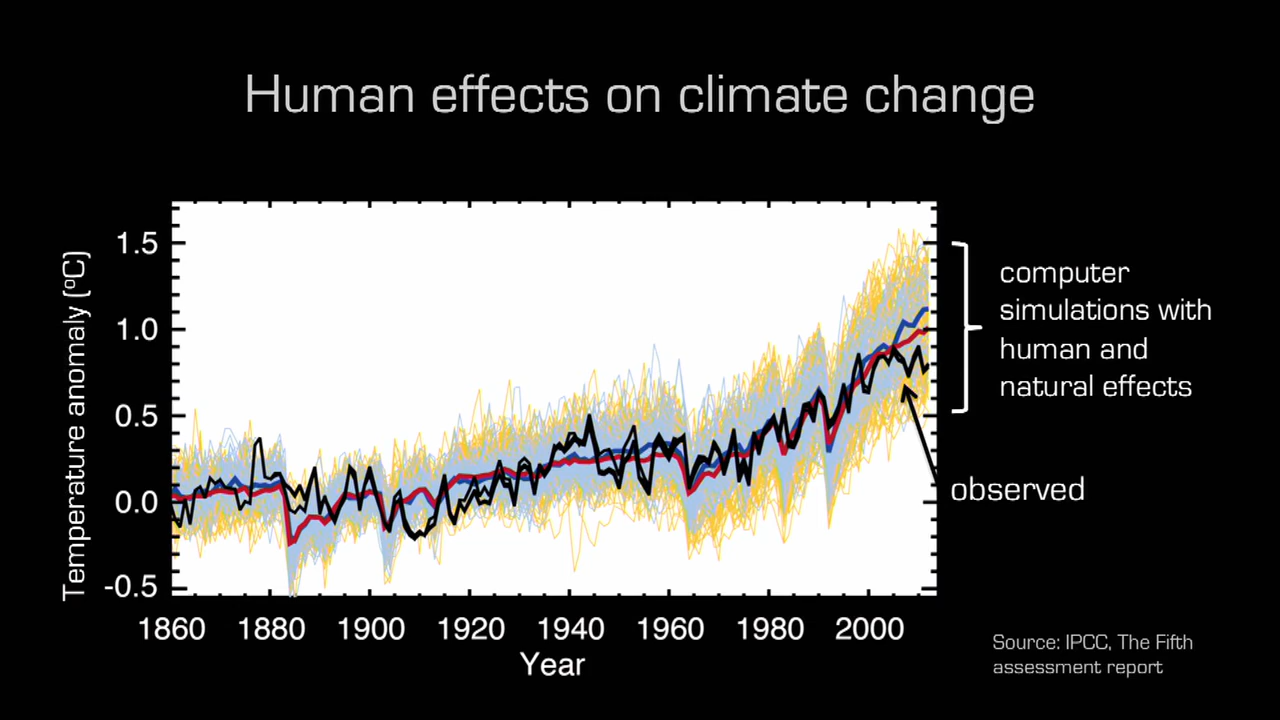 Human effects on climate change
Temperature anomaly (ºC)
1.5
1.0
0.5
0.0
-0.5
1860 1880 1900 1920 1940 1960 1980 2000
Year
computer
simulations with
human and
natural effects
observed
Source: IPCC, The Fifth
assessment report